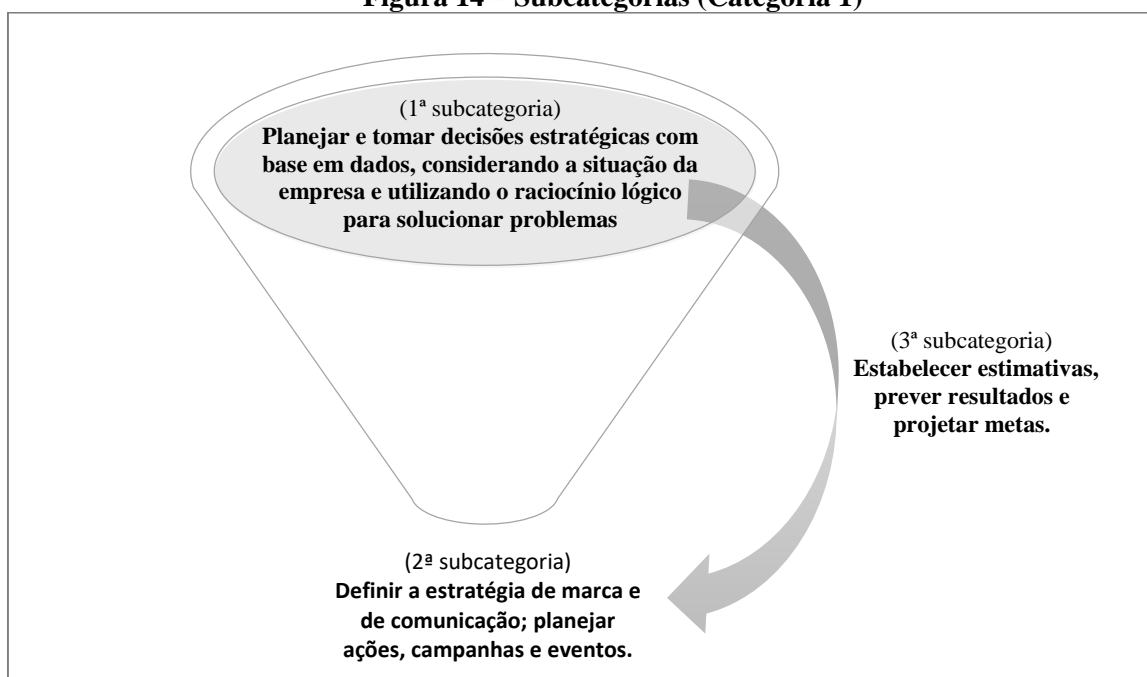 Figura 14 – Subcategorias (Categoria 1)
(1ª subcategoria)
Planejar e tomar decisões estratégicas com
base em dados, considerando a situação da
empresa e utilizando o raciocínio lógico
para solucionar problemas
(3ª subcategoria)
Estabelecer estimativas,
prever resultados e
projetar metas.
(2ª subcategoria)
Definir a estratégia de marca e
de comunicação; planejar
ações, campanhas e eventos.